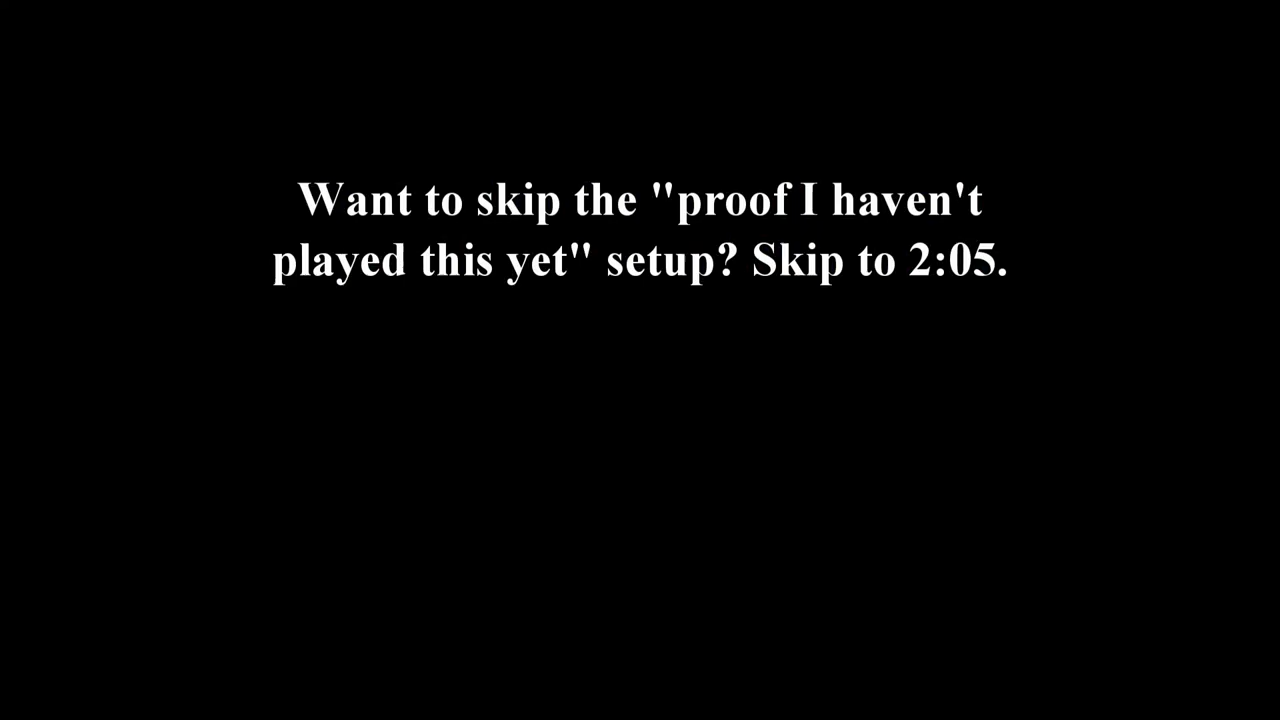 Want to skip the "proof I haven't
played this yet" setup? Skip to 2:05.